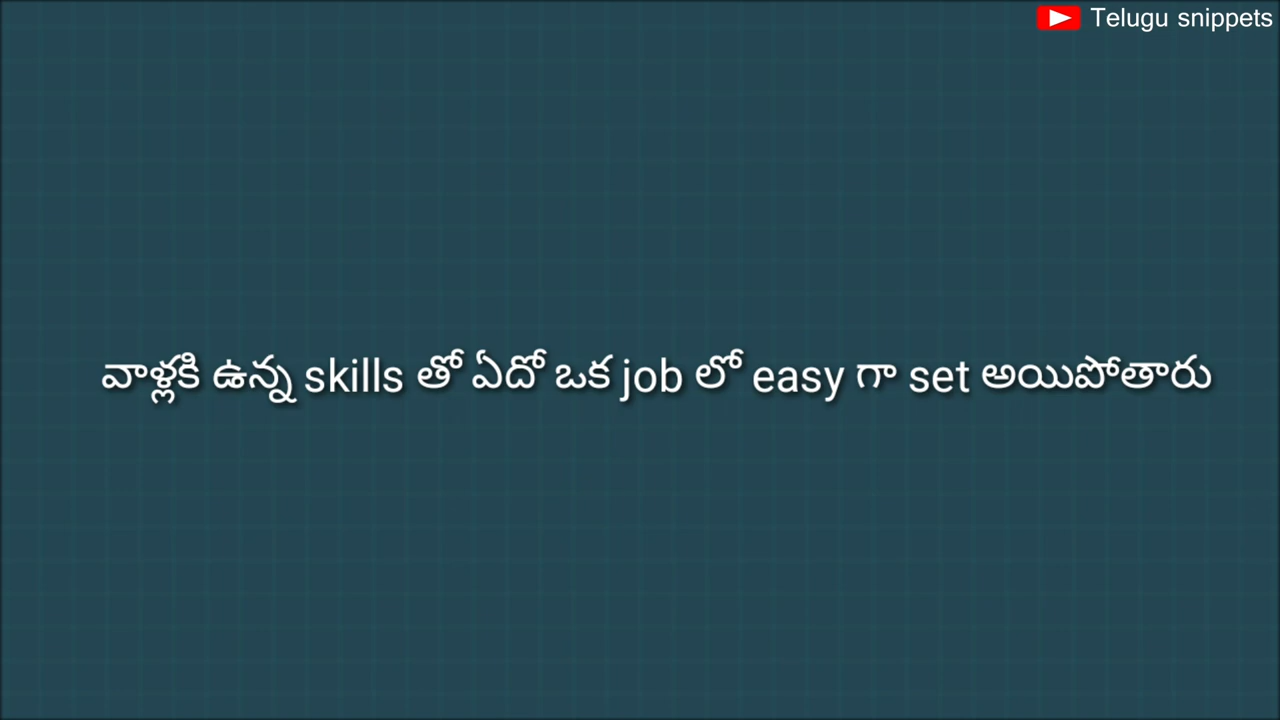 Telugu snippets
వాళ్లకి ఉన్న skills తో ఏదో ఒక job లో easy గా set అయిపోతారు